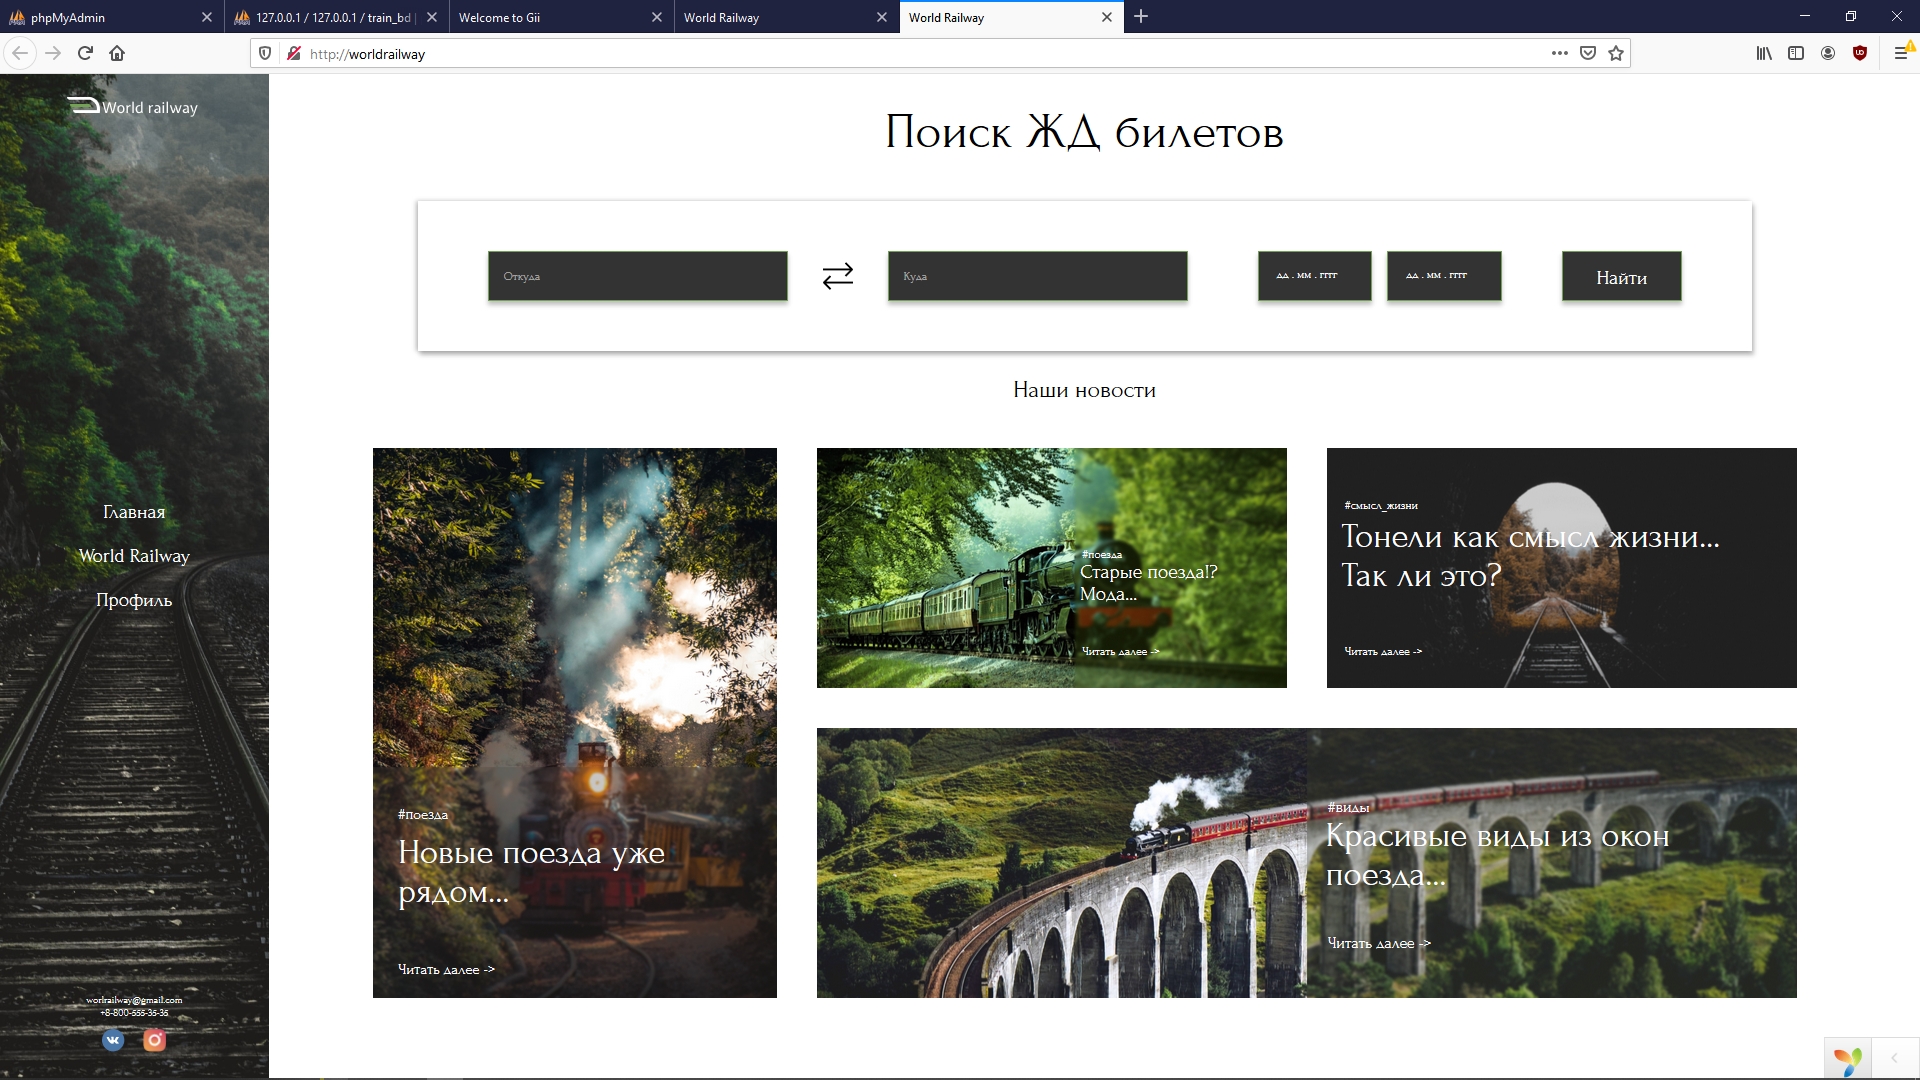 phpMyAdmin
127.0.0.1 / 127.0.0.1 / train_bd |
Welcome to Gii
World Railway
World Railway
http://worldrailway
World railway
Главная
World Railway
Профиль
worlrailway@gmail.com
+8-800-555-35-35
Поиск ЖД билетов
Откуда
Куда
дд . мм . гггг
дд . мм . гггг
Найти
Наши новости
#поезда
Новые поезда уже
рядом...
Читать далее ->
#поезда
Старые поезда!?
Мода...
Читать далее ->
#смысл_жизни
Тонели как смысл жизни...
Так ли это?
Читать далее ->
#виды
Красивые виды из окон
поезда...
Читать далее ->